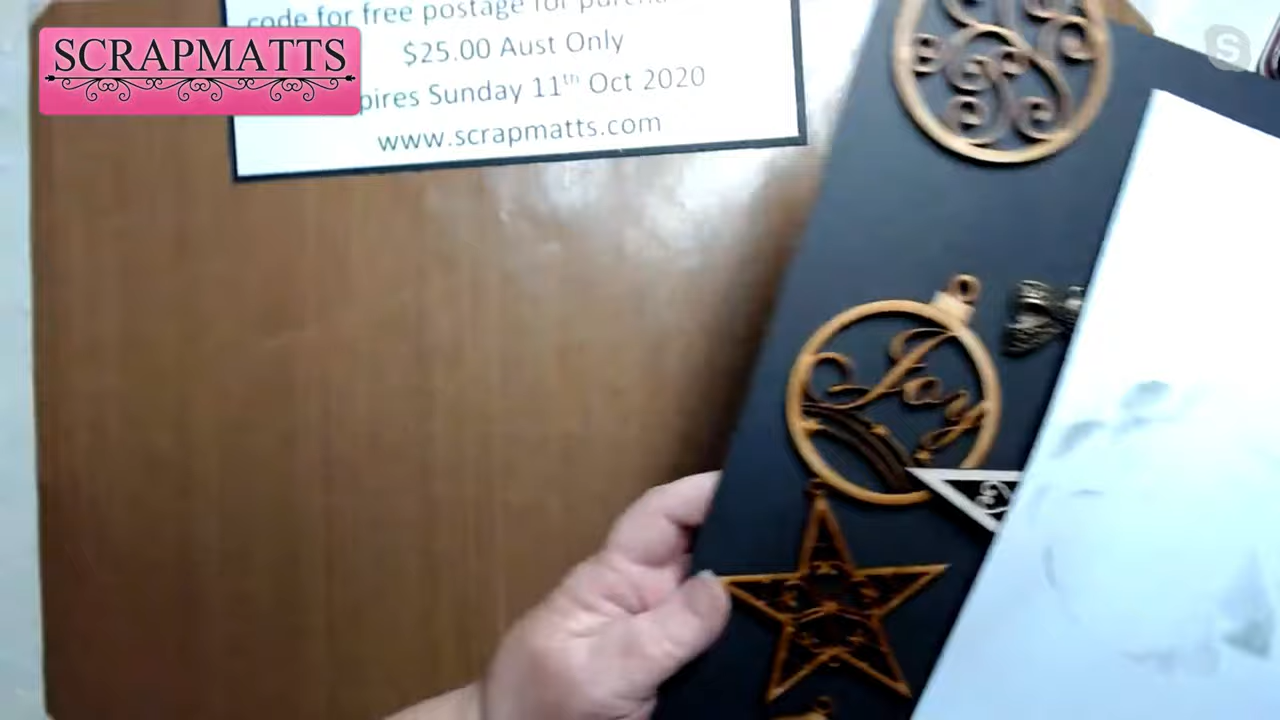 code for free postage for
$25.00 Aust Only
pires Sunday 11th Oct 2020
www.scrapmatts.com
SCRAPMATTS
Joy